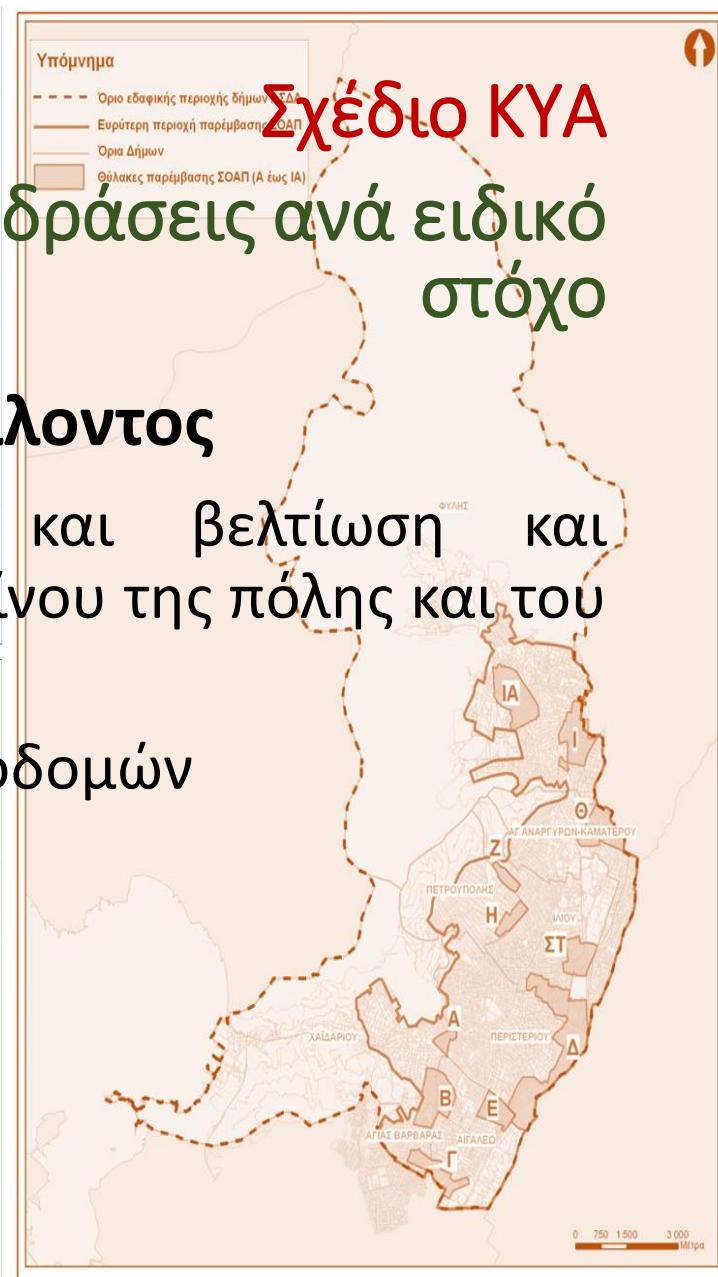 Υπόμνημα
Όριο εδαφικής περιοχής δήμων ΣΔΑ
Ευρύτερη περιοχή παρέμβασης ΣΟΑΠ
Όρια Δήμων
Θύλακες παρέμβασης ΣΟΑΠ (Α έως ΙΑ)
Σχέδιο ΚΥΑ
δράσεις ανά ειδικό
στόχο
λοντος
και βελτίωση και
ίνου της πόλης και του
οδομών
ΦΥΛΗΣ
ΙΑ
Ι
Θ
ΑΓ.ΑΝΑΡΓΥΡΩΝ-ΚΑΜΑΤΕΡΟΥ
Ζ
ΠΕΤΡΟΥΠΟΛΗΣ
Η
ΙΛΙΟΥ
ΣΤ
Α
ΧΑΪΔΑΡΙΟΥ
ΠΕΡΙΣΤΕΡΙΟΥ
Δ
Β
Ε
ΑΓΙΑΣ ΒΑΡΒΑΡΑΣ
ΑΙΓΑΛΕΩ
Γ
0 750 1 500 3 000
Μέτρα